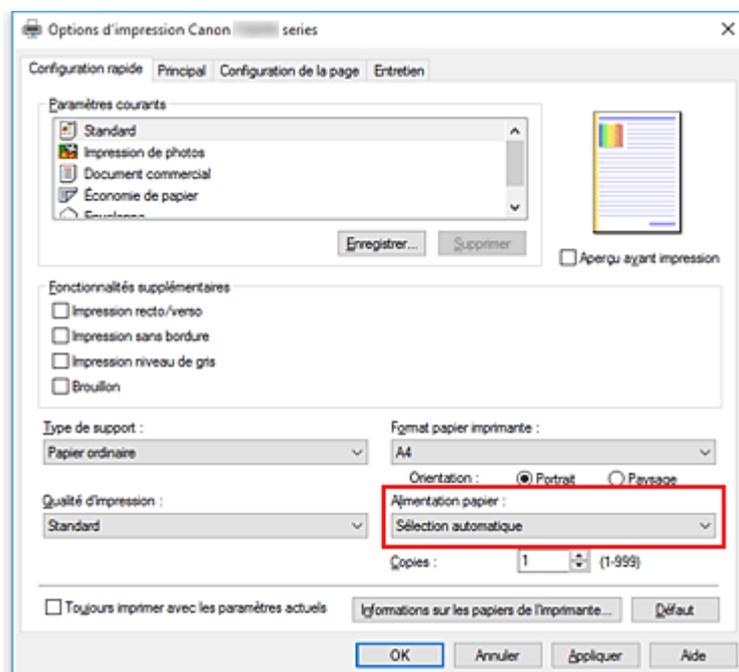 Options d'impression Canon series
Configuration rapide Principal Configuration de la page Entretien
Paramètres courants
Standard
Impression de photos
Document commercial
Économie de papier
Enregistrer... Supprimer
Aperçu avant impression
Fonctionnalités supplémentaires
Impression recto/verso
Impression sans bordure
Impression niveau de gris
Brouillon
Type de support : Format papier imprimante :
Papier ordinaire A4
Orientation : Portrait Paysage
Qualité d'impression : Alimentation papier :
Standard Sélection automatique
Copies : 1 (1-999)
Toujours imprimer avec les paramètres actuels Informations sur les papiers de l'imprimante... Défaut
OK Annuler Appliquer Aide